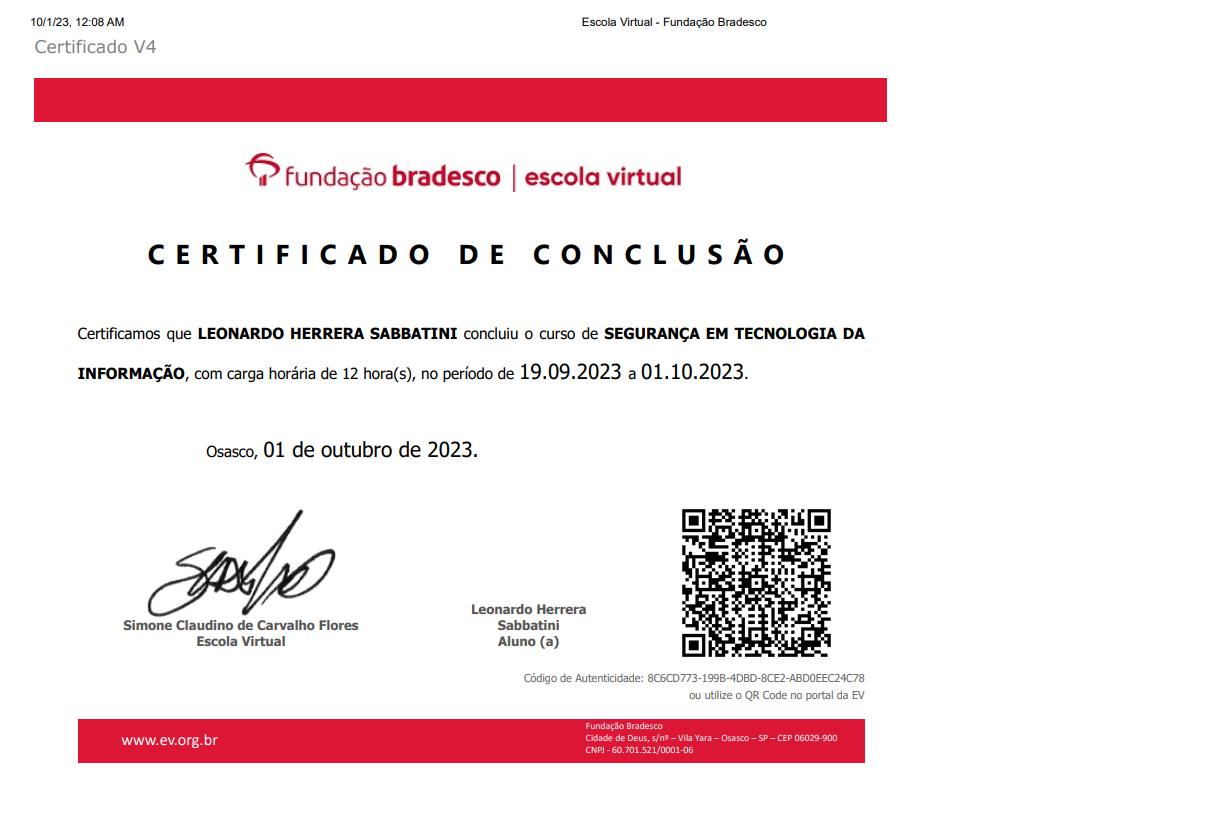 10/1/23, 12:08 AM
Escola Virtual - Fundação Bradesco
Certificado V4
fundação bradesco | escola virtual
CERTIFICADO DE CONCLUSÃO
Certificamos que LEONARDO HERRERA SABBATINI concluiu o curso de SEGURANÇA EM TECNOLOGIA DA
INFORMAÇÃO, com carga horária de 12 hora(s), no período de 19.09.2023 a 01.10.2023.
Osasco, 01 de outubro de 2023.
Simone Claudino de Carvalho Flores
Escola Virtual
Leonardo Herrera
Sabbatini
Aluno (a)
Código de Autenticidade: 8C6CD773-199B-4DBD-8CE2-ABD0EEC24C78
ou utilize o QR Code no portal da EV
www.ev.org.br
Fundação Bradesco
Cidade de Deus, s/nº – Vila Yara – Osasco – SP – CEP 06029-900
CNPJ - 60.701.521/0001-06